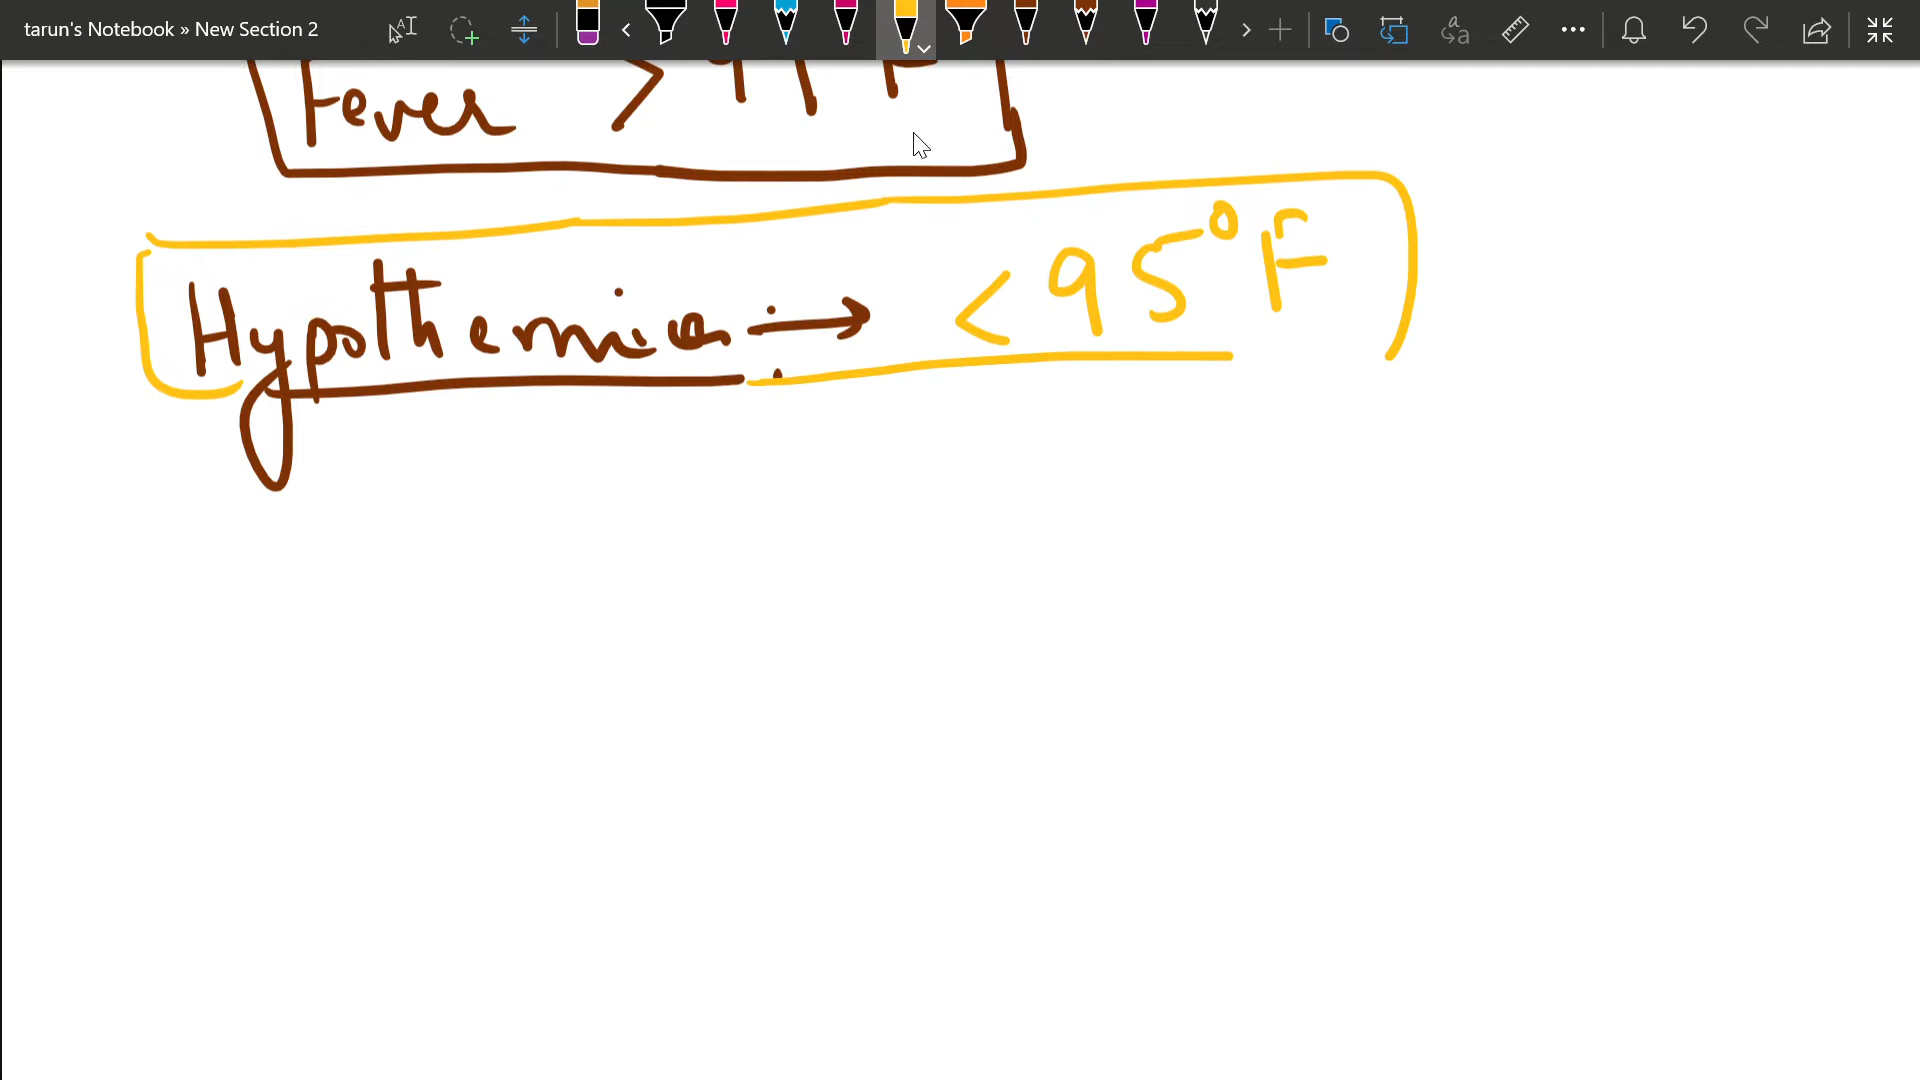 tarun's Notebook » New Section 2
Fever >
Hypothermia :→ <95°F